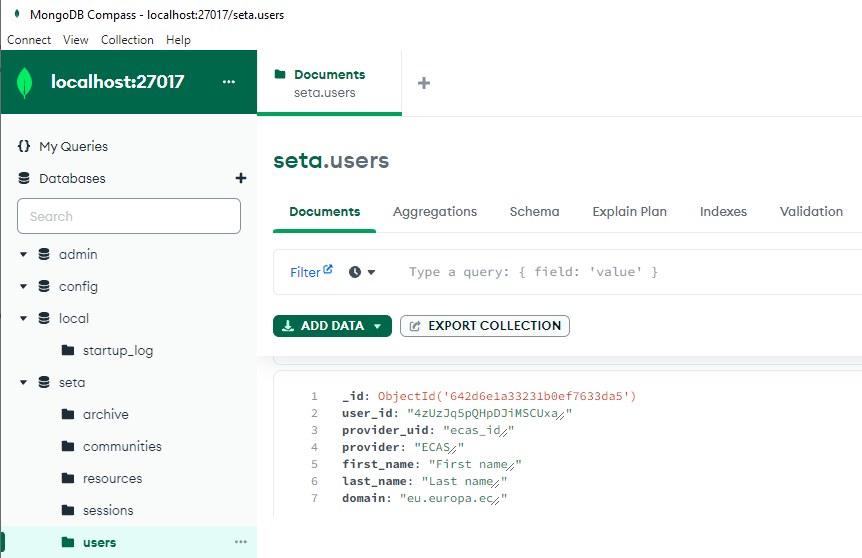 MongoDB Compass - localhost:27017/seta.users
Connect View Collection Help
localhost:27017 ...
Documents
seta.users
+
{} My Queries
Databases +
Search
admin
config
local
startup_log
seta
archive
communities
resources
sessions
users ...
seta.users
Documents Aggregations Schema Explain Plan Indexes Validation
Filter Type a query: { field: 'value' }
ADD DATA EXPORT COLLECTION
1 _id: ObjectId('642d6e1a33231b0ef7633da5')
2 user_id: "4zUzJq5pQHpDJiMSCUxa"
3 provider_uid: "ecas_id"
4 provider: "ECAS"
5 first_name: "First name"
6 last_name: "Last name"
7 domain: "eu.europa.ec"